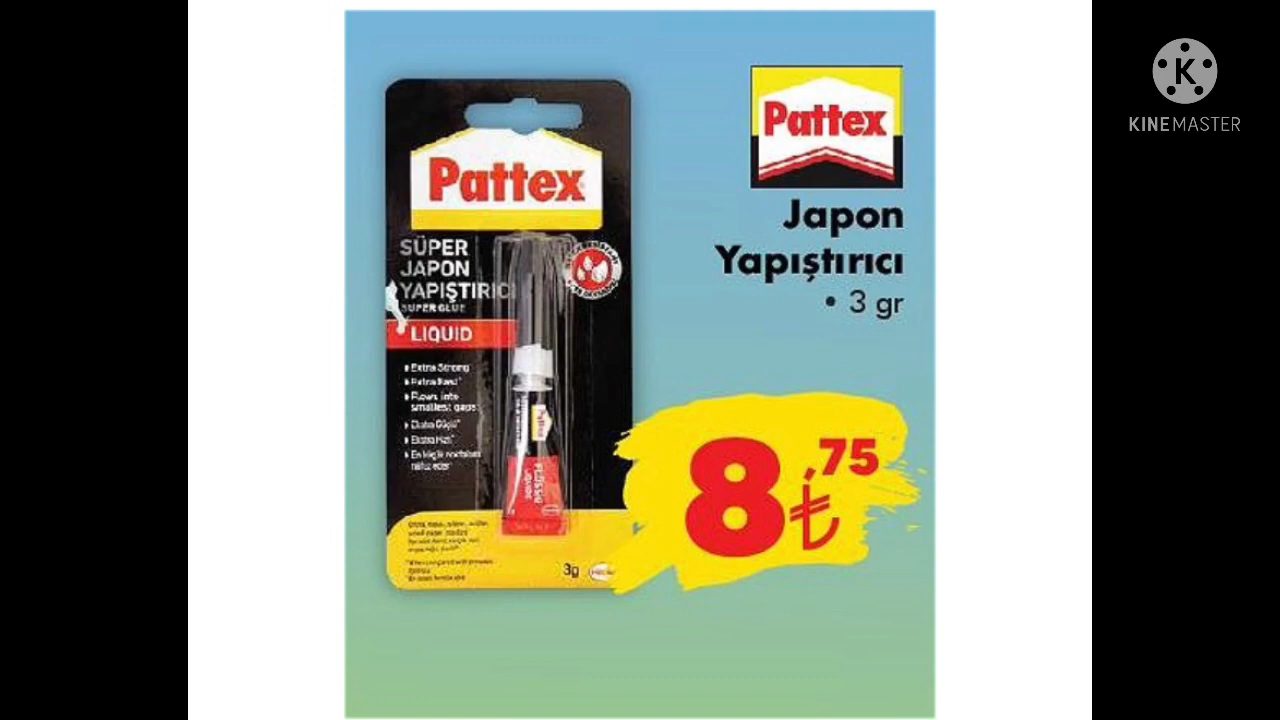 Pattex
SÜPER
JAPON
YAPIŞTIRICI
SUPER GLUE
LIQUID
Extra Strong
Flows into
smallest gaps
Ekstra Güçlü*
Ekstra Hızlı*
Pattex
3g
Pattex
Japon
Yapıştırıcı
• 3 gr
8,75 ₺
KINEMASTER